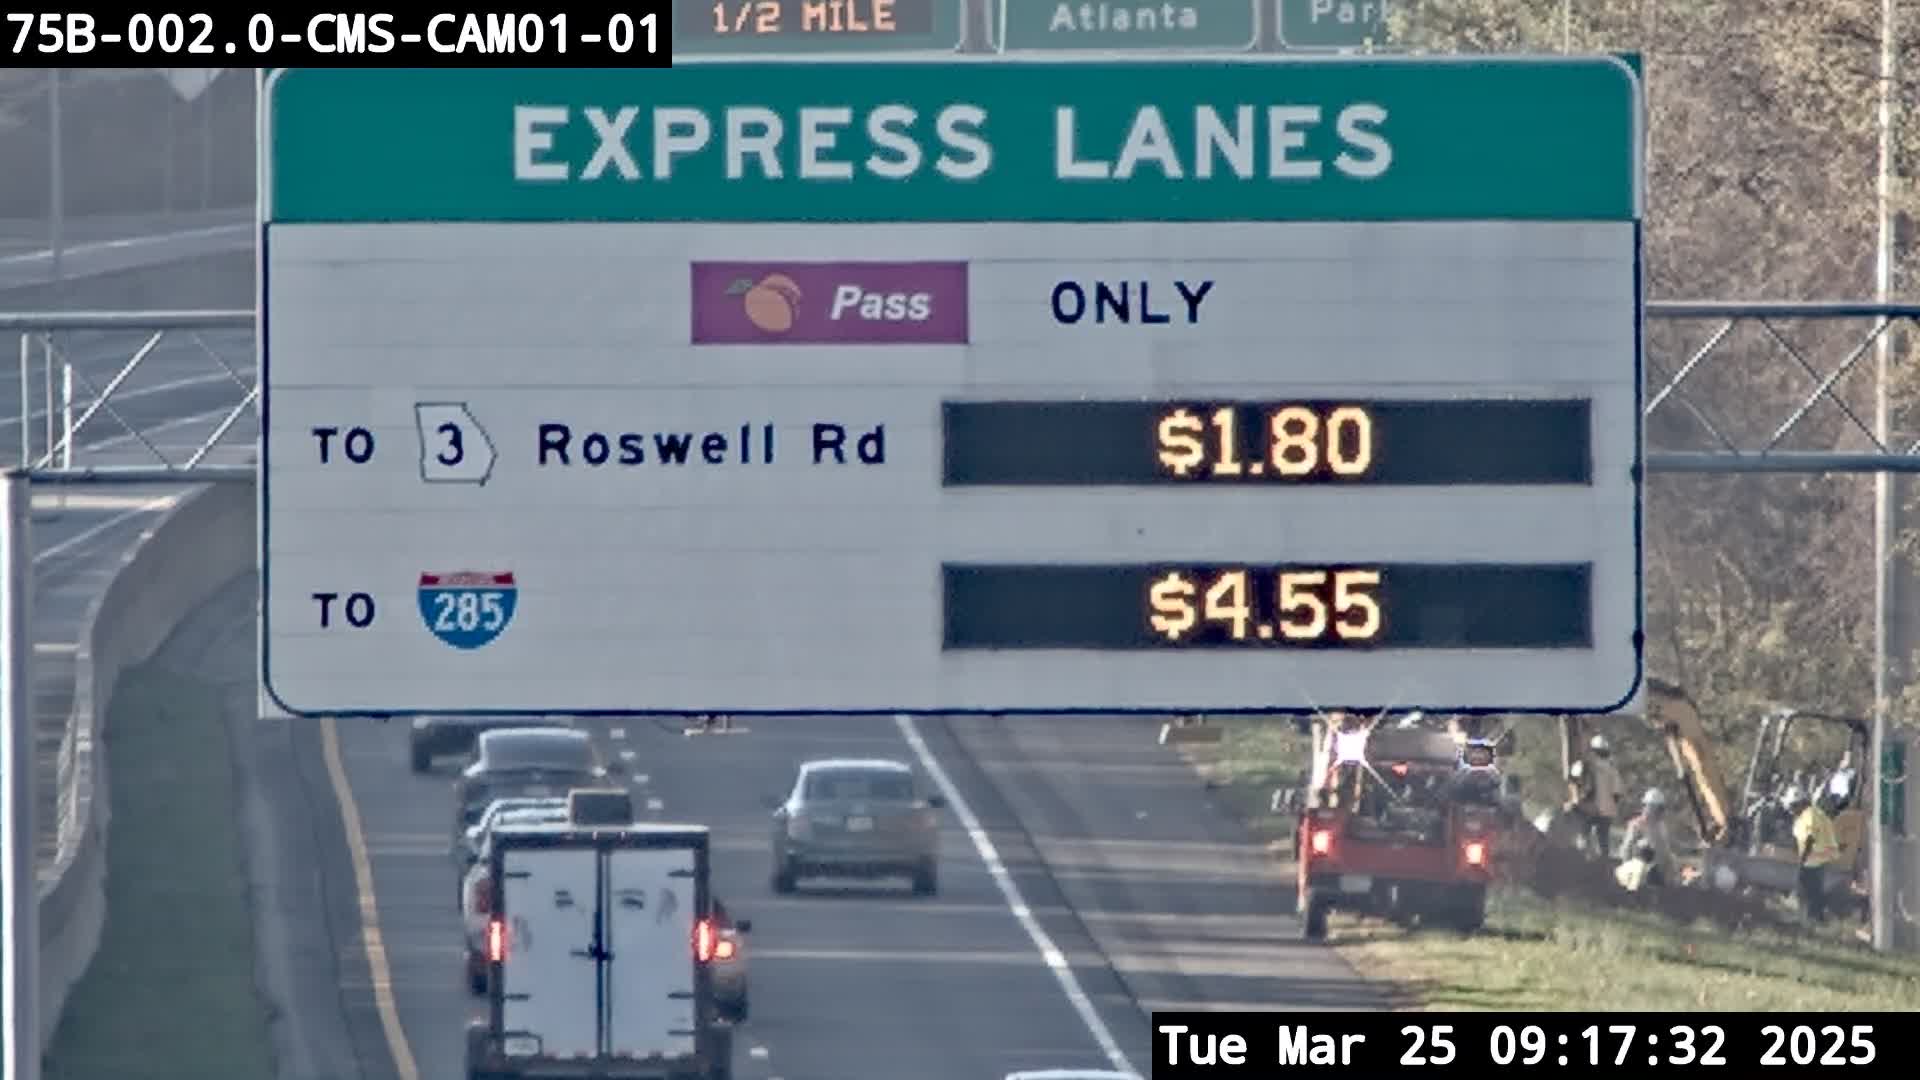 75B-002.0-CMS-CAM01-01
1/2 MILE
Atlanta
EXPRESS LANES
Pass ONLY
TO 3 Roswell Rd $1.80
TO 285 $4.55
Tue Mar 25 09:17:32 2025